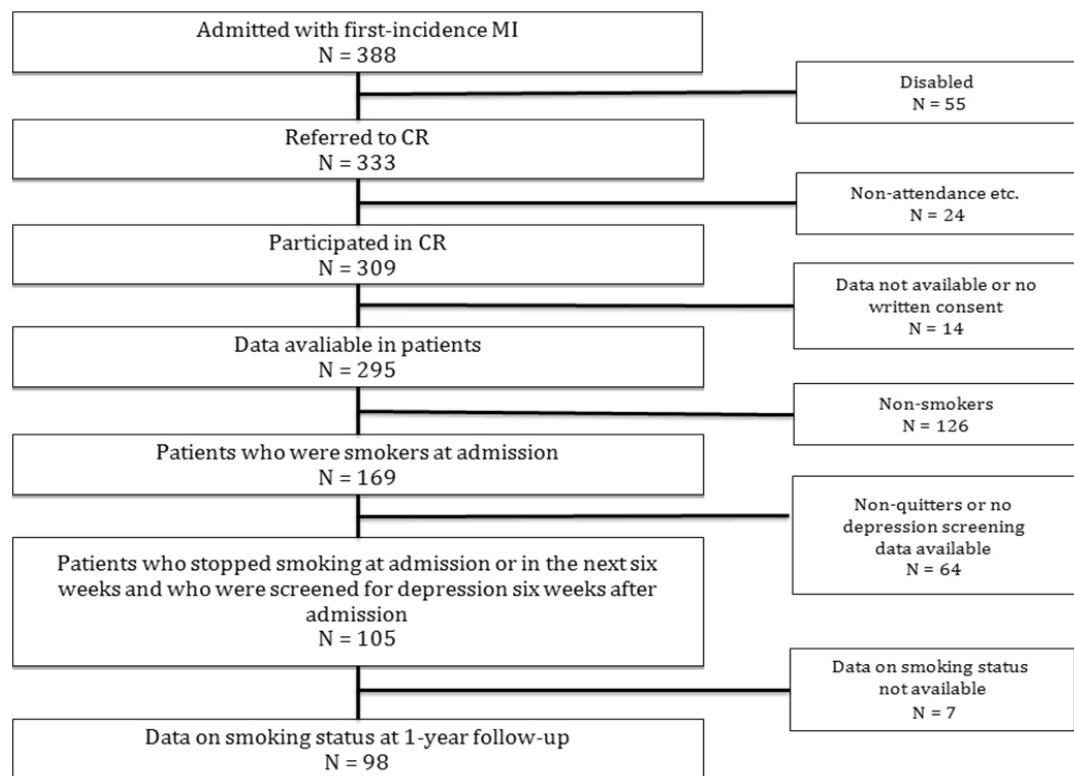 Admitted with first-incidence MI
N = 388
Disabled
N = 55
Referred to CR
N = 333
Non-attendance etc.
N = 24
Participated in CR
N = 309
Data not available or no
written consent
N = 14
Data avaliable in patients
N = 295
Non-smokers
N = 126
Patients who were smokers at admission
N = 169
Non-quitters or no
depression screening
data available
N = 64
Patients who stopped smoking at admission or in the next six
weeks and who were screened for depression six weeks after
admission
N = 105
Data on smoking status
not available
N = 7
Data on smoking status at 1-year follow-up
N = 98